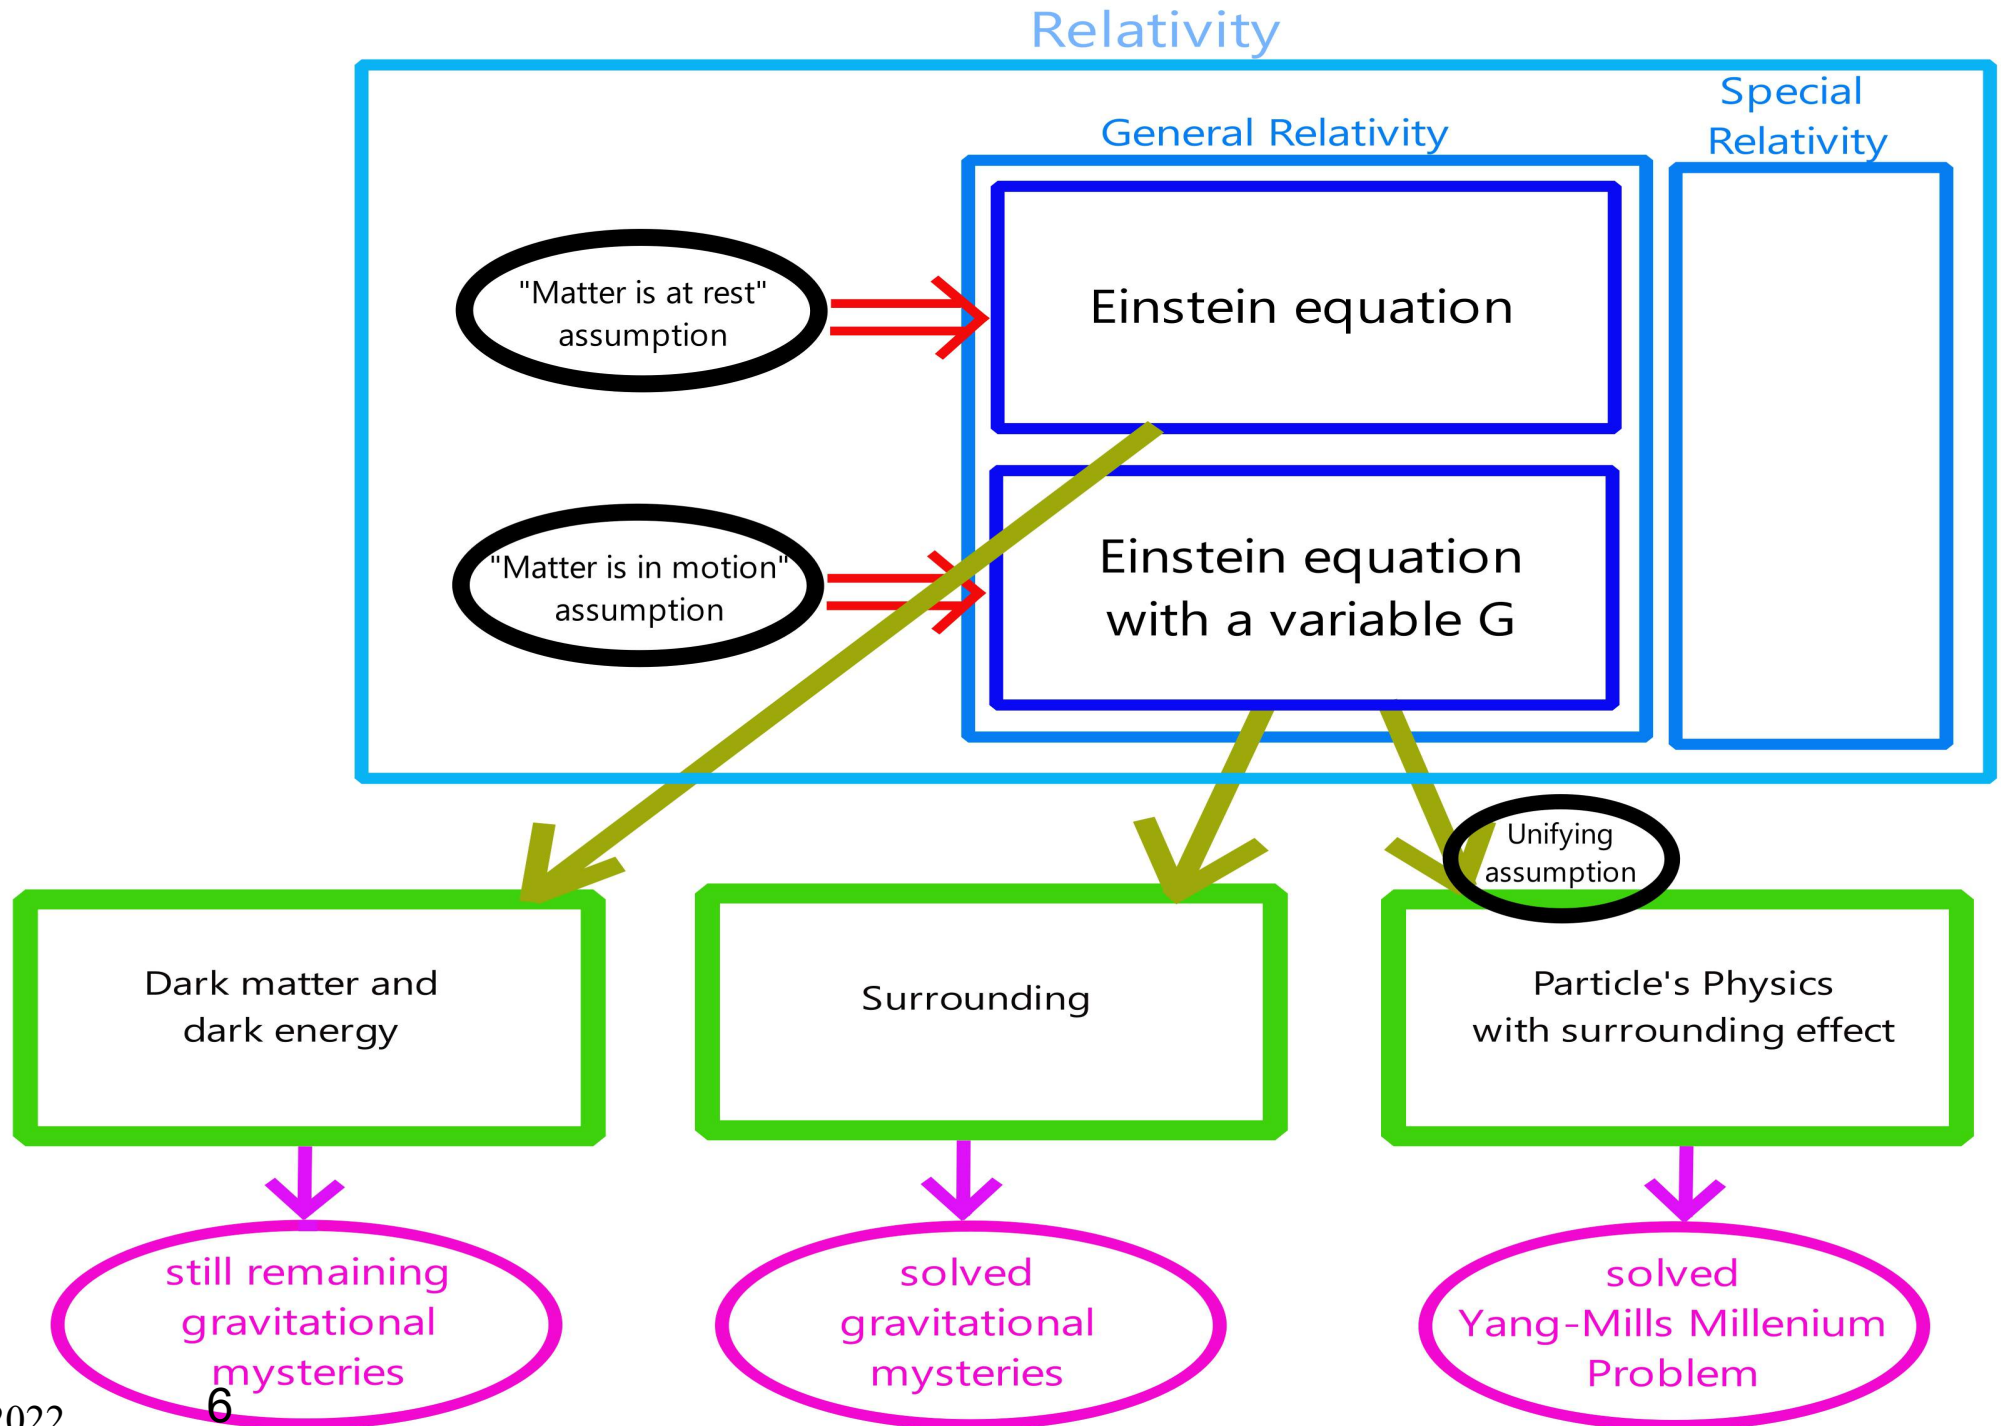 Relativity
Special
Relativity
General Relativity
"Matter is at rest"
assumption
Einstein equation
"Matter is in motion"
assumption
Einstein equation
with a variable G
Unifying
assumption
Dark matter and
dark energy
Surrounding
Particle's Physics
with surrounding effect
still remaining
gravitational
mysteries
solved
gravitational
mysteries
solved
Yang-Mills Millenium
Problem
6
2022